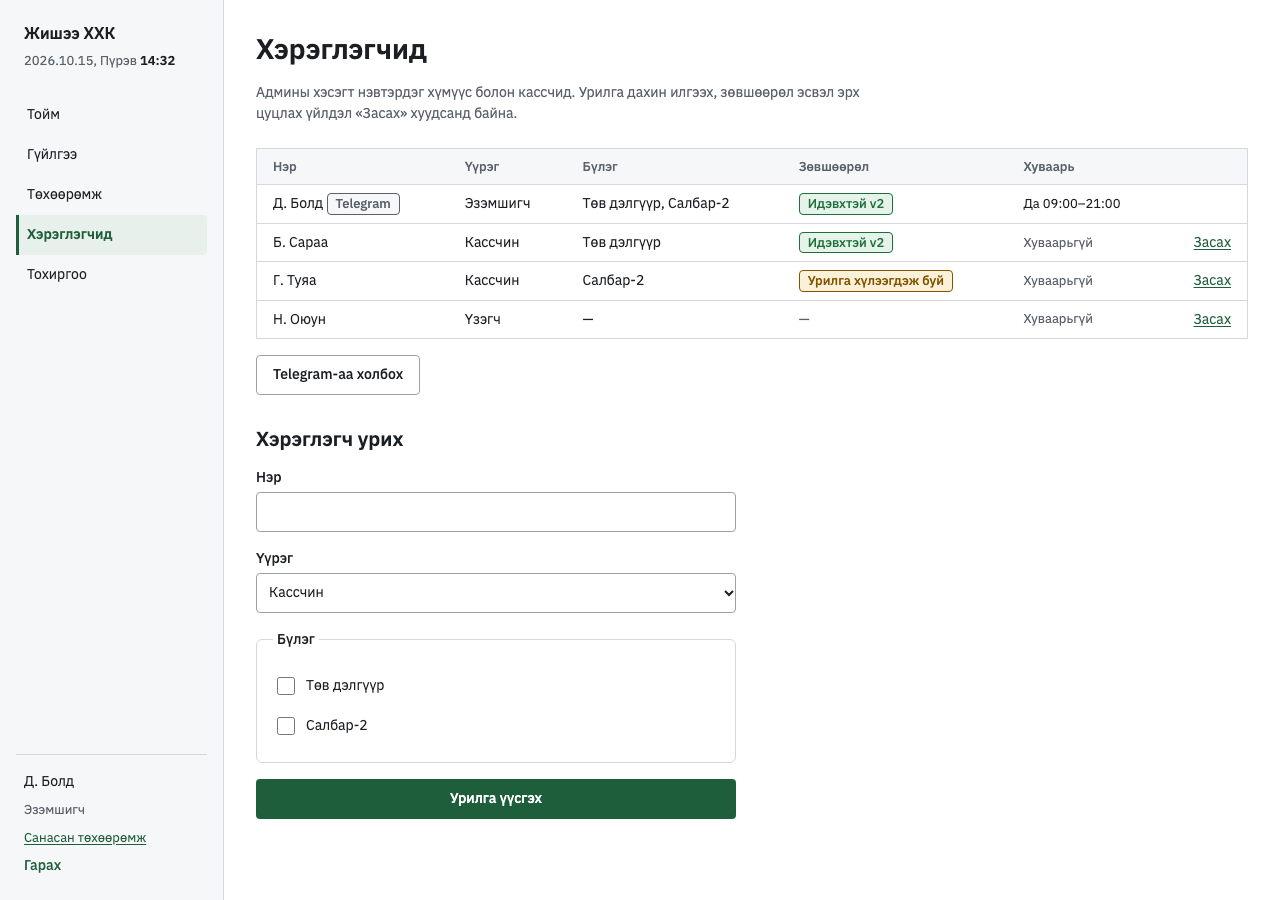 Жишээ ХХК
2026.10.15, Пүрэв 14:32
Тойм
Гүйлгээ
Төхөөрөмж
Хэрэглэгчид
Тохиргоо
Д. Болд
Эзэмшигч
Санасан төхөөрөмж
Гарах
Хэрэглэгчид
Админы хэсэгт нэвтэрдэг хүмүүс болон кассчид. Урилга дахин илгээх, зөвшөөрөл эсвэл эрх
цуцлах үйлдэл «Засах» хуудсанд байна.
Нэр Үүрэг Бүлэг Зөвшөөрөл Хуваарь
Д. Болд Telegram Эзэмшигч Төв дэлгүүр, Салбар-2 Идэвхтэй v2 Да 09:00–21:00
Б. Сараа Кассчин Төв дэлгүүр Идэвхтэй v2 Хуваарьгүй Засах
Г. Туяа Кассчин Салбар-2 Урилга хүлээгдэж буй Хуваарьгүй Засах
Н. Оюун Үзэгч — — Хуваарьгүй Засах
Telegram-аа холбох
Хэрэглэгч урих
Нэр
Үүрэг
Кассчин
Бүлэг
Төв дэлгүүр
Салбар-2
Урилга үүсгэх